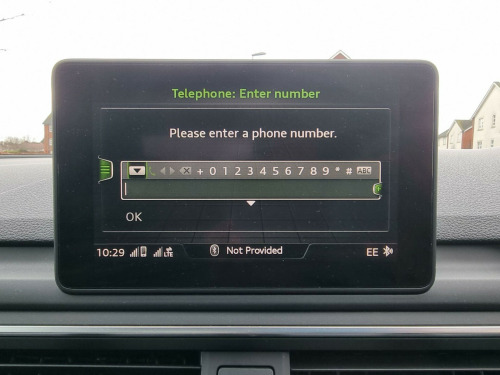 Telephone: Enter number
Please enter a phone number.
+ 0 1 2 3 4 5 6 7 8 9 * # ABC
OK
10:29 LTE Not Provided EE